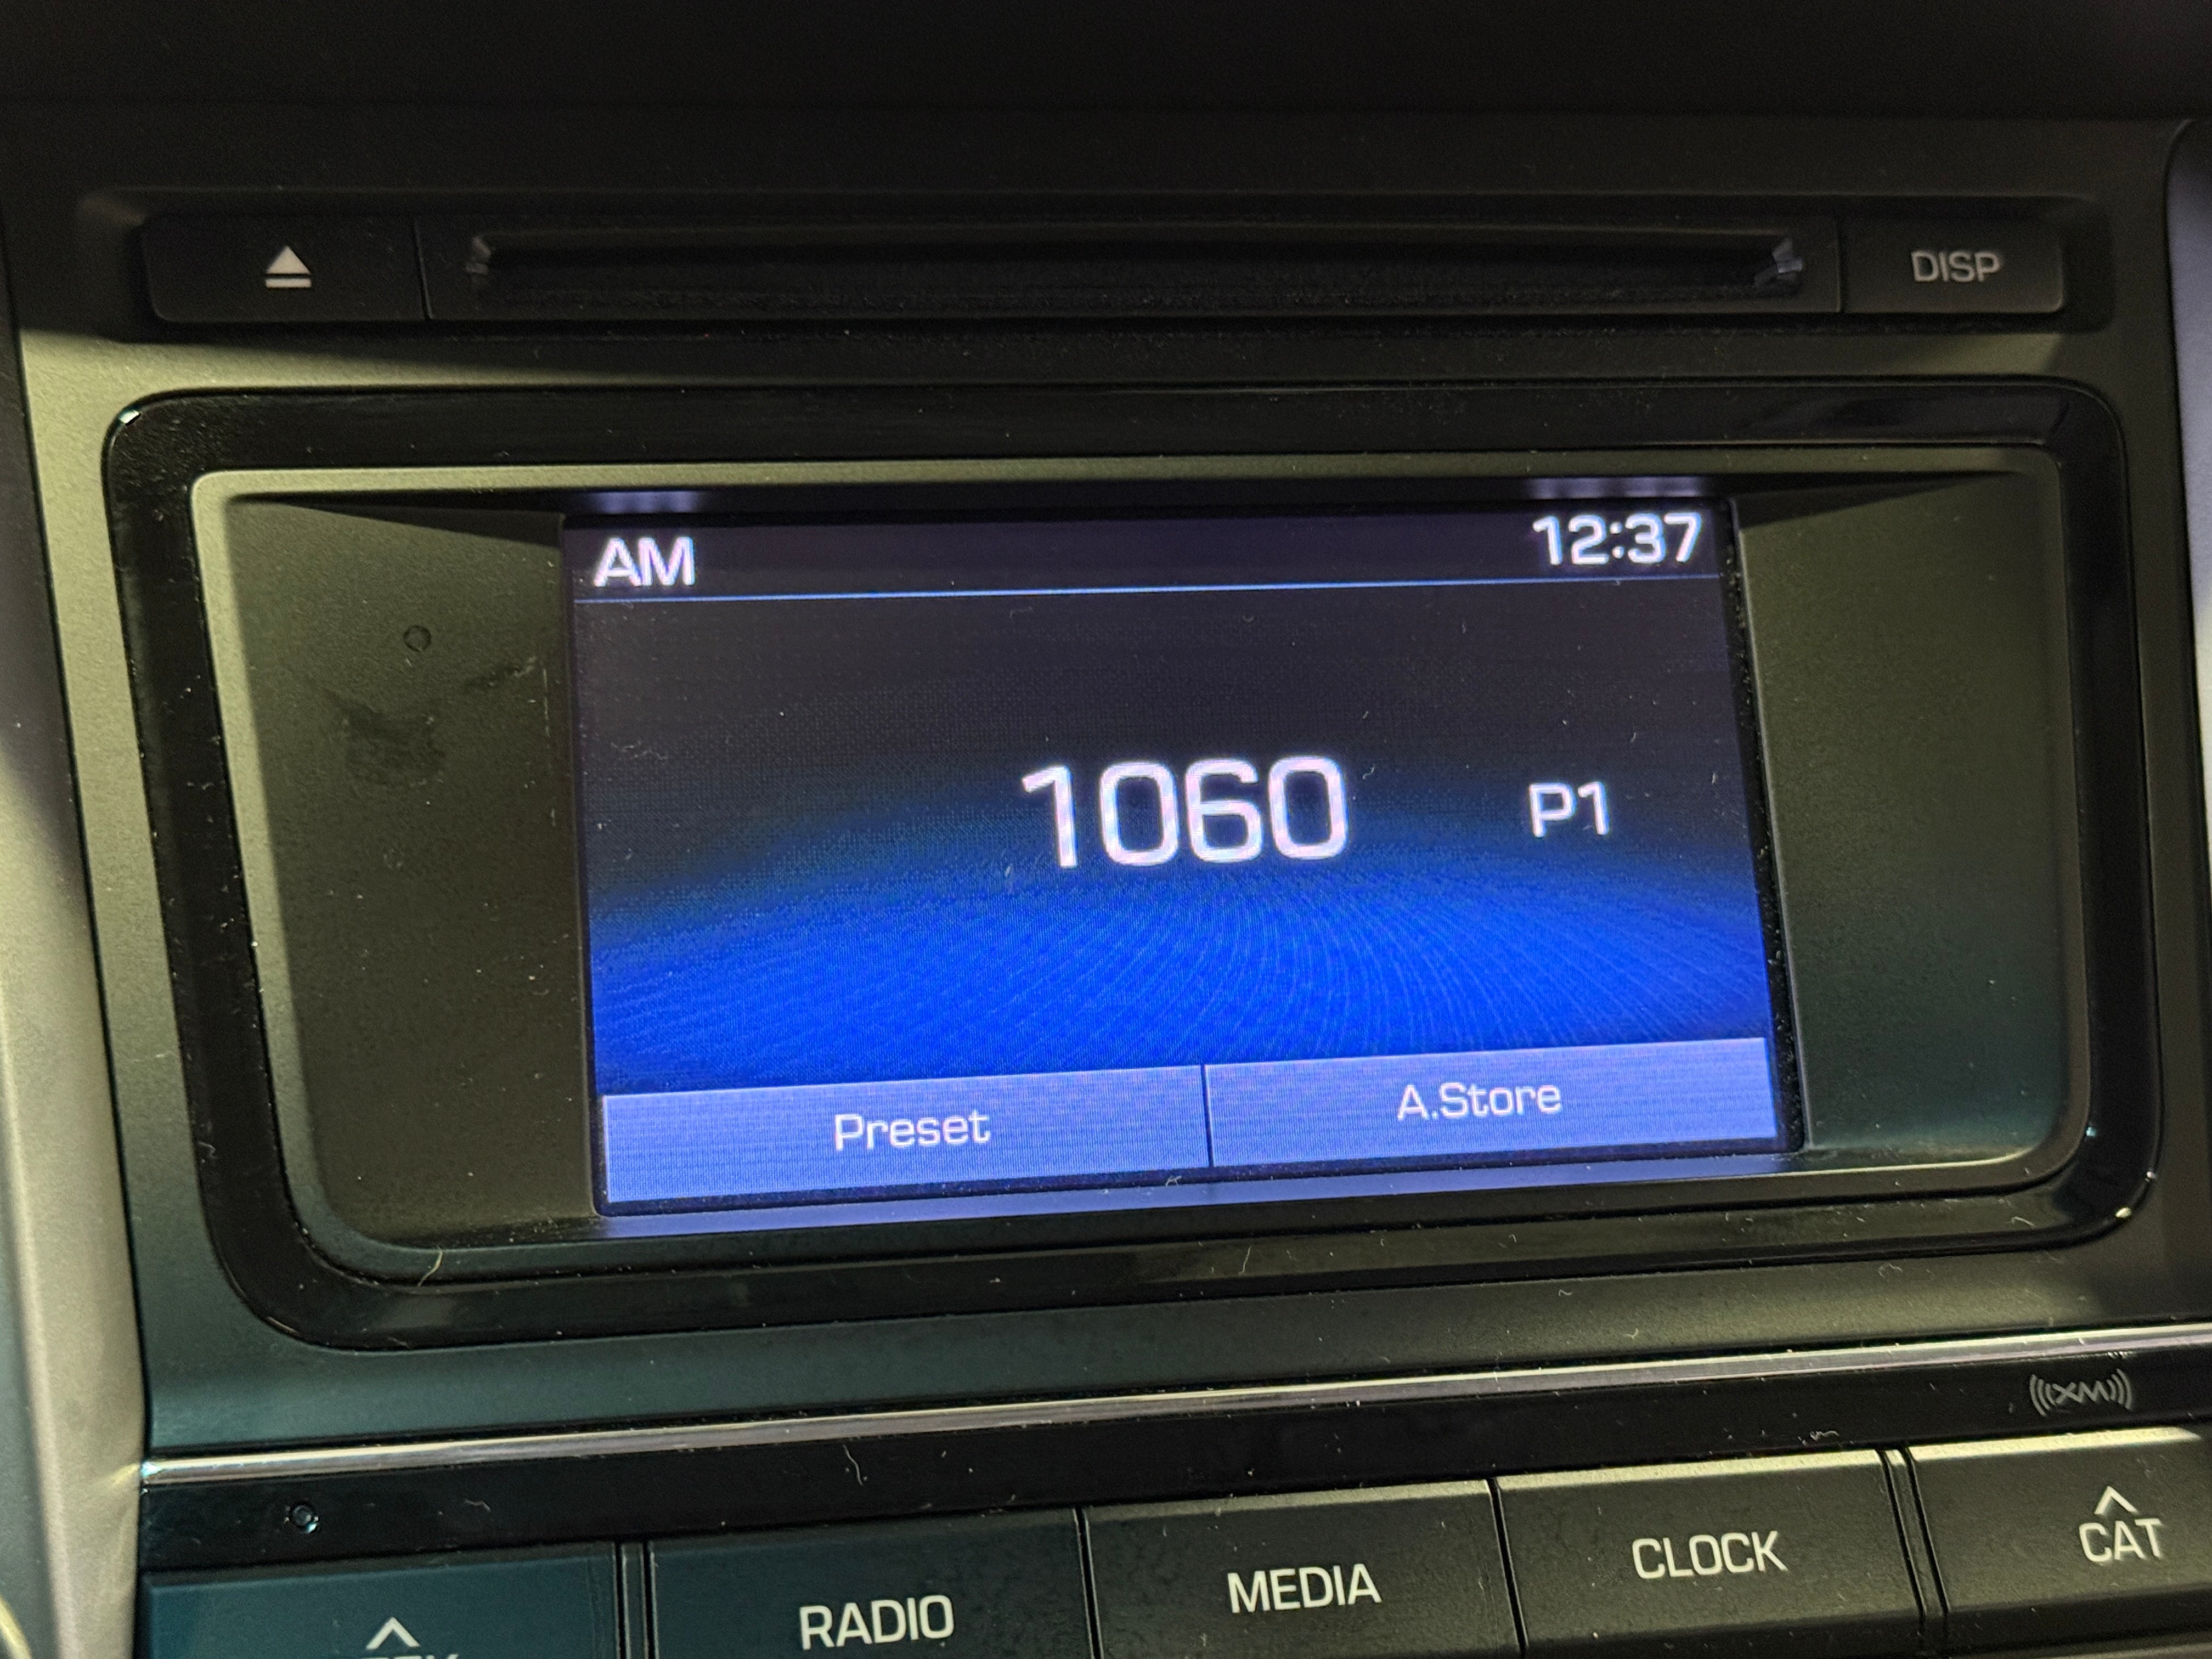 DISP
AM 12:37
1060 P1
Preset A.Store
((XM))
RADIO MEDIA CLOCK CAT